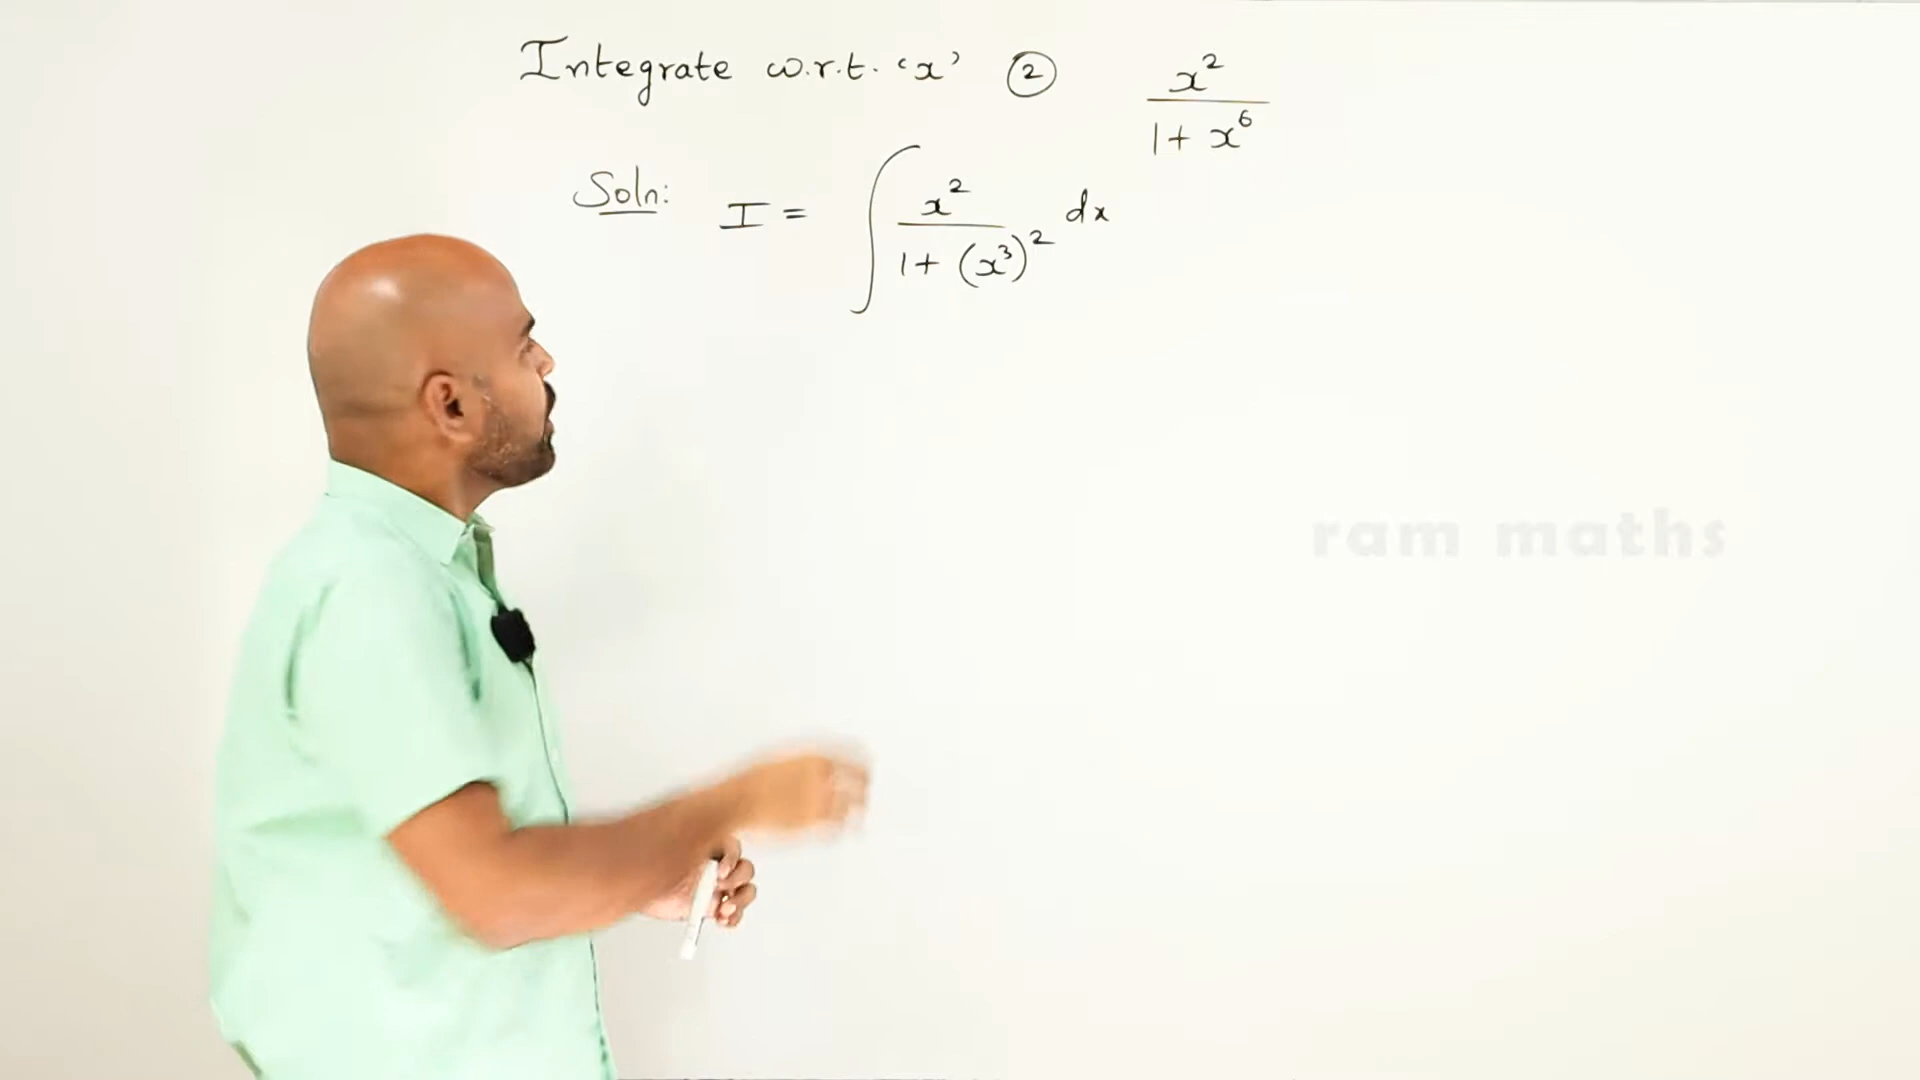 Integrate w.r.t. 'x' ② x²/(1 + x⁶)
Soln: I = ∫ x²/(1 + (x³)²) dx
ram maths